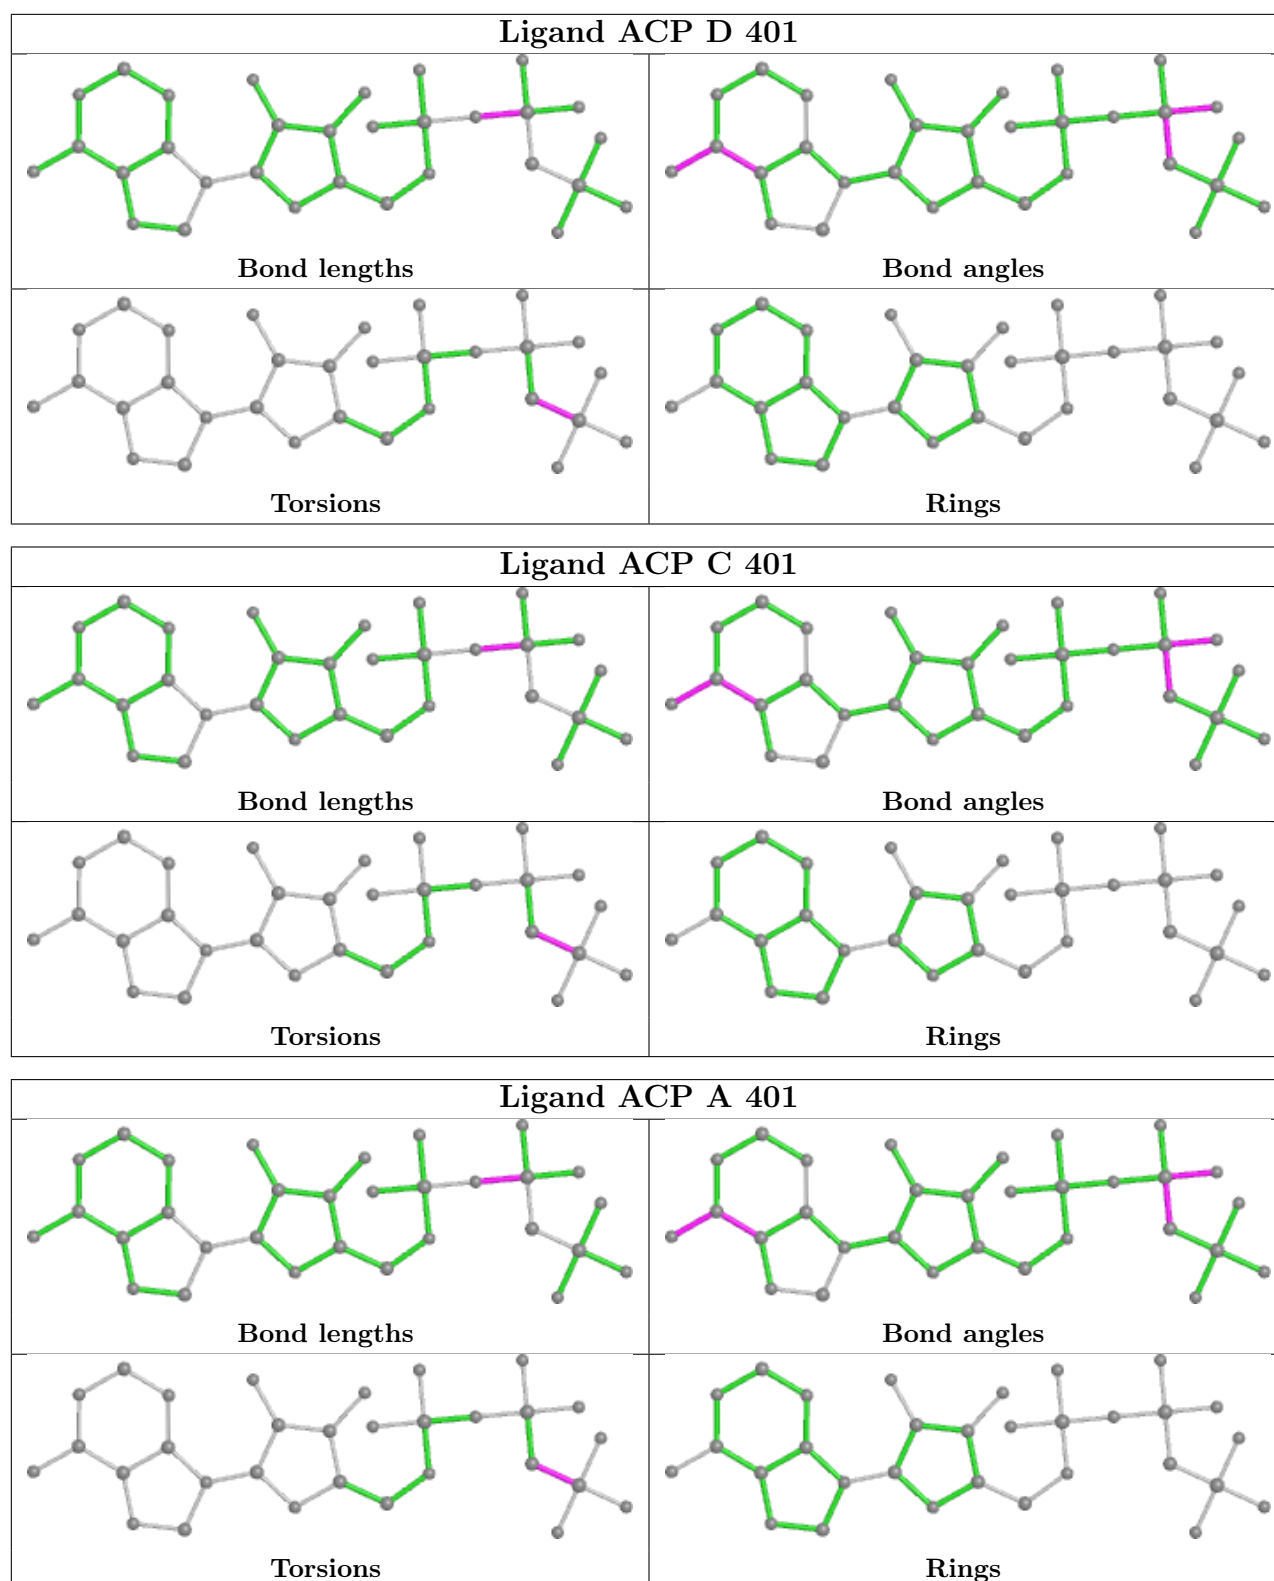 Ligand ACP D 401
Bond lengths
Bond angles
Torsions
Rings
Ligand ACP C 401
Bond lengths
Bond angles
Torsions
Rings
Ligand ACP A 401
Bond lengths
Bond angles
Torsions
Rings